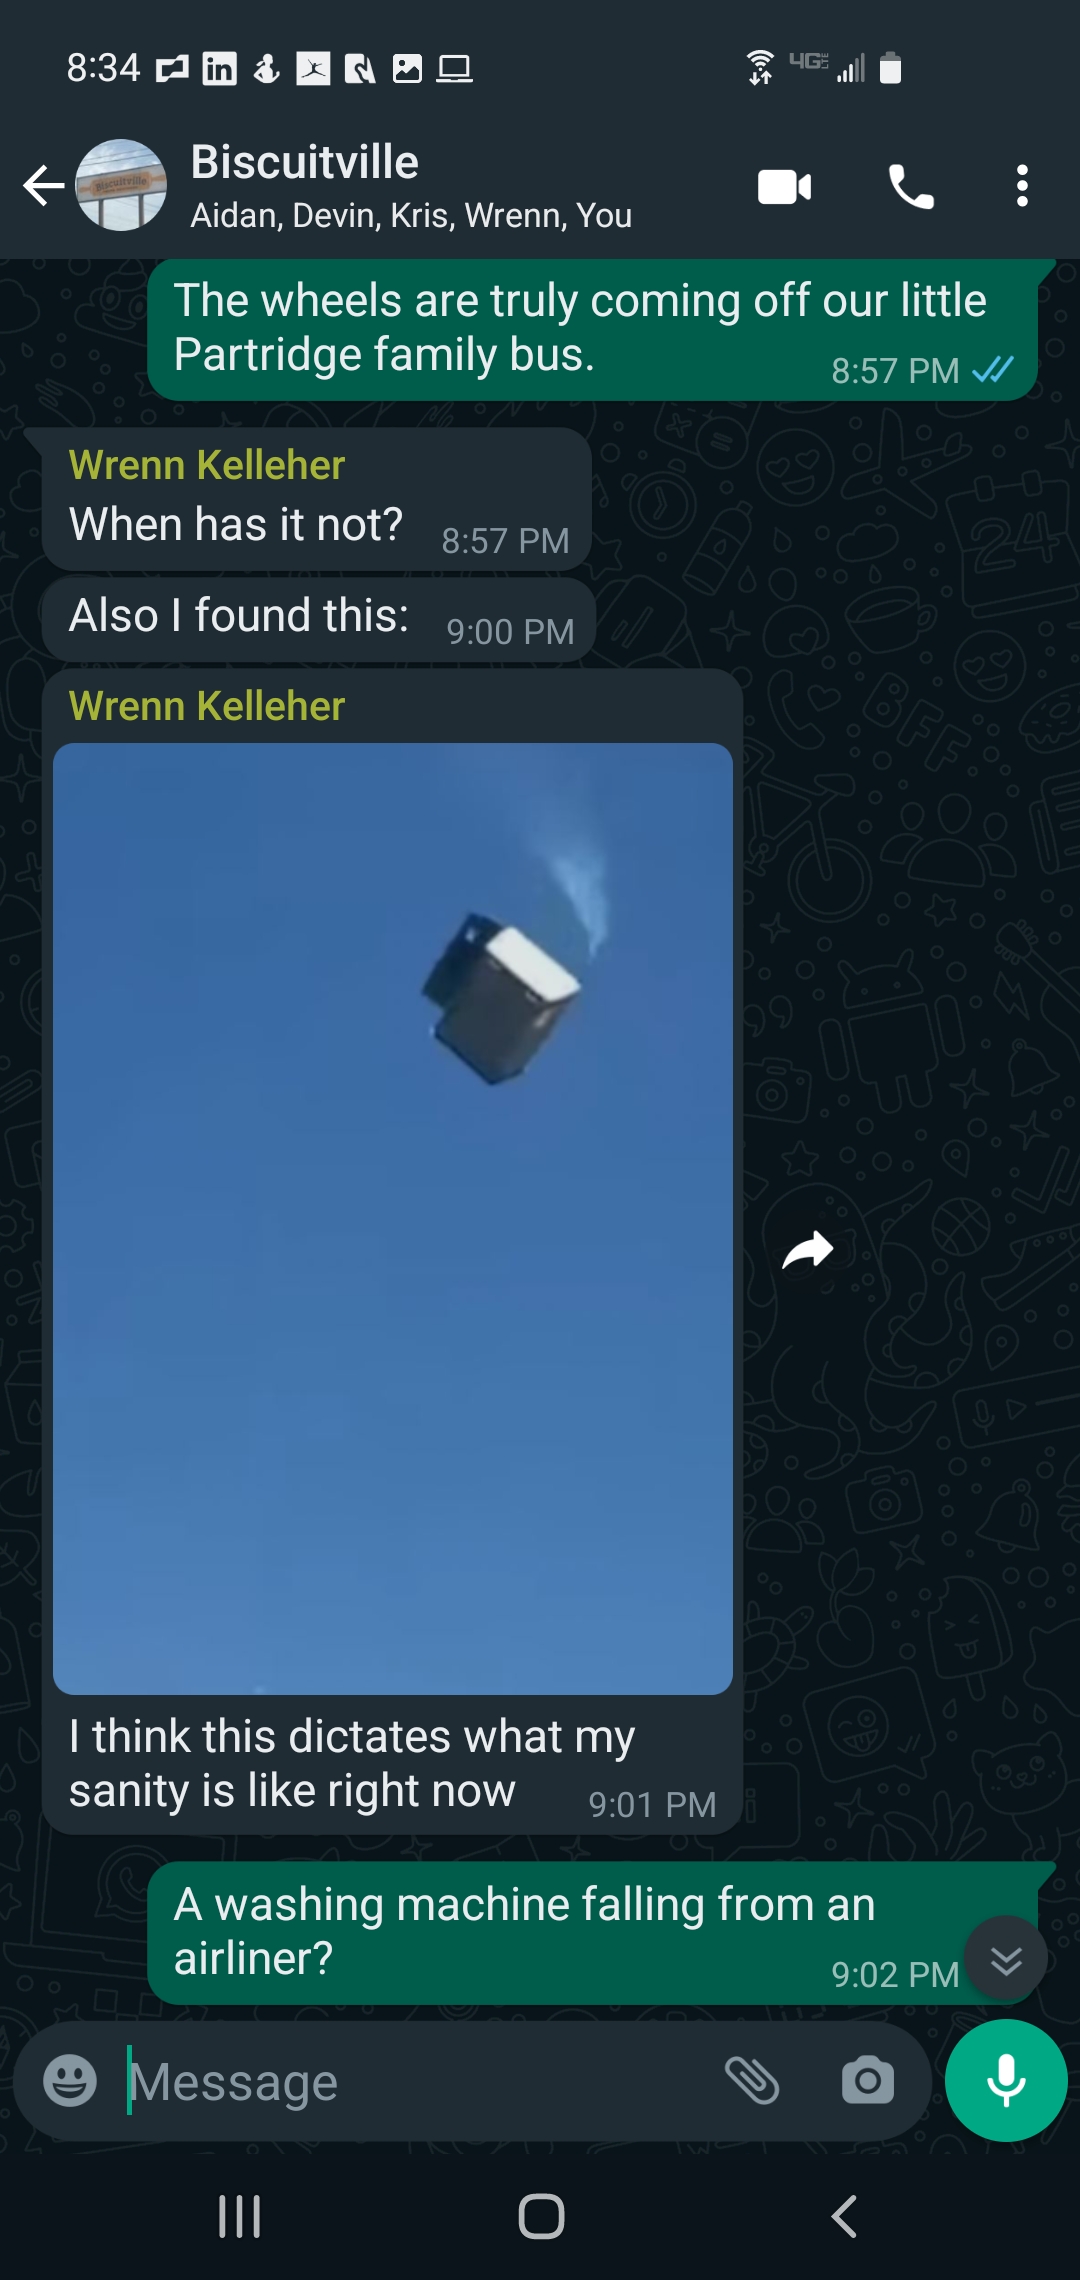 8:34
in
4G LTE
Biscuitville
Biscuitville
Aidan, Devin, Kris, Wrenn, You
The wheels are truly coming off our little
Partridge family bus.
8:57 PM
Wrenn Kelleher
When has it not?
8:57 PM
Also I found this:
9:00 PM
Wrenn Kelleher
I think this dictates what my
sanity is like right now
9:01 PM
A washing machine falling from an
airliner?
9:02 PM
Message